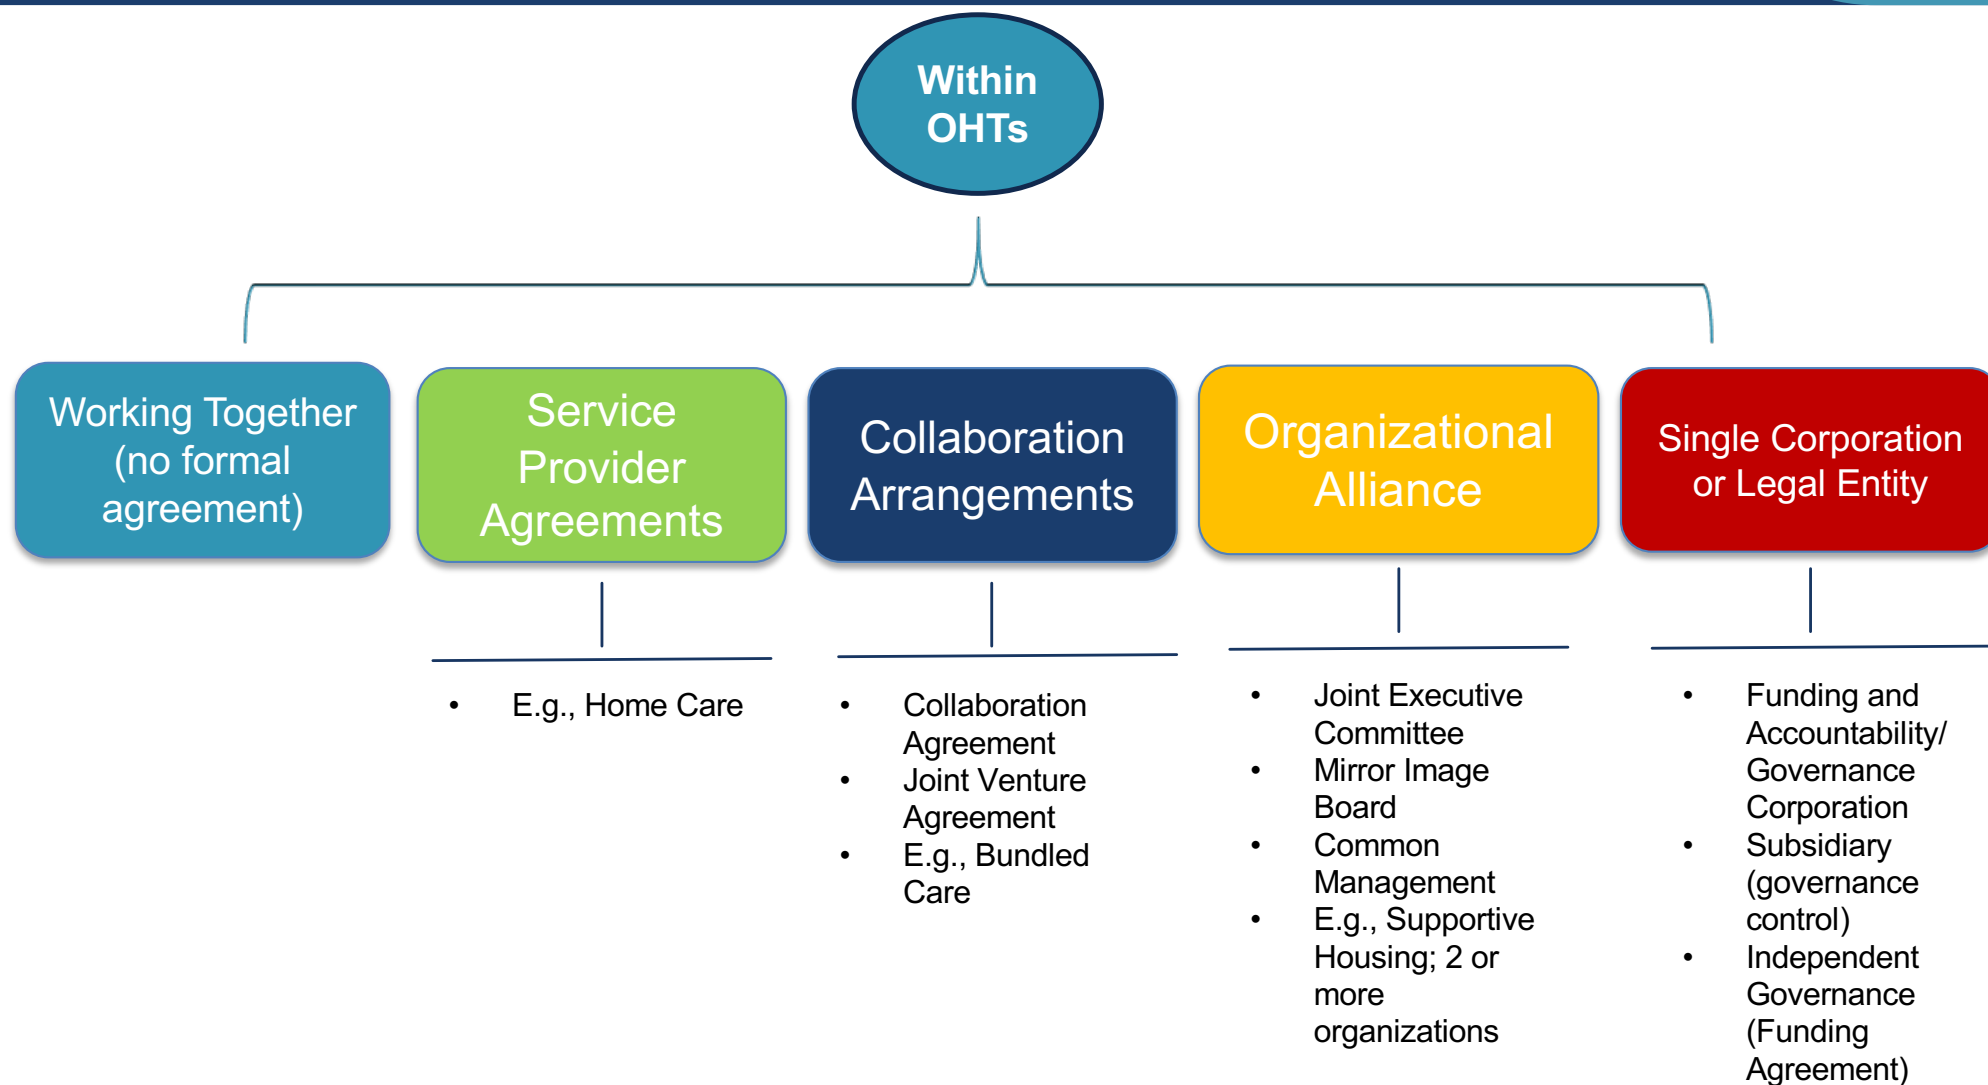 Within
OHTs
Working Together
(no formal
agreement)
Service
Provider
Agreements
Collaboration
Arrangements
Organizational
Alliance
Single Corporation
or Legal Entity
• E.g., Home Care
• Collaboration
Agreement
• Joint Venture
Agreement
• E.g., Bundled
Care
• Joint Executive
Committee
• Mirror Image
Board
• Common
Management
• E.g., Supportive
Housing; 2 or
more
organizations
• Funding and
Accountability/
Governance
Corporation
• Subsidiary
(governance
control)
• Independent
Governance
(Funding
Agreement)